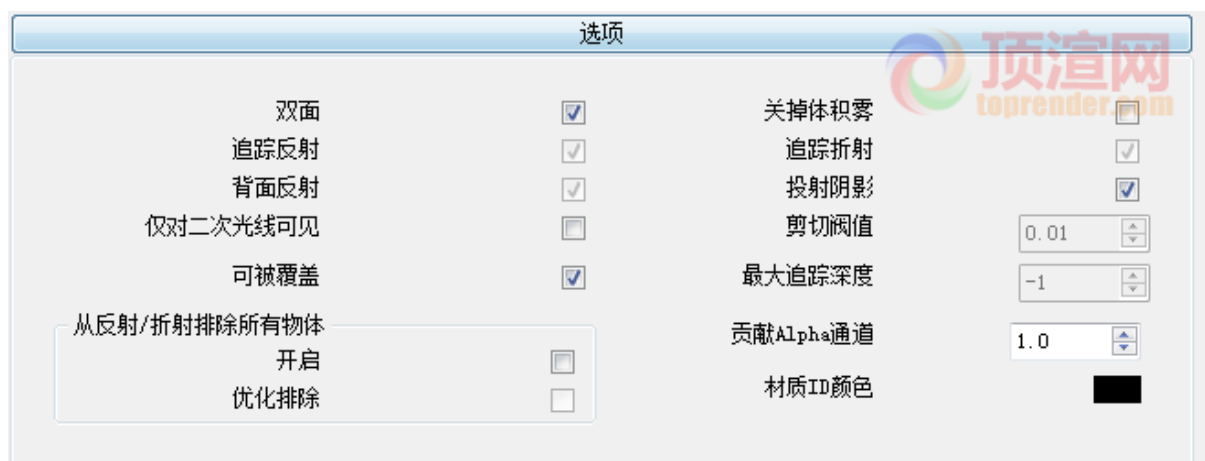 选项
顶渲网
toprender.com
双面
关掉体积雾
追踪反射
追踪折射
背面反射
投射阴影
仅对二次光线可见
剪切阀值
0.01
可被覆盖
最大追踪深度
-1
从反射/折射排除所有物体
贡献Alpha通道
1.0
开启
材质ID颜色
优化排除